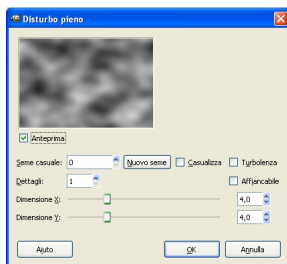 Disturbo pieno
Anteprima
Seme casuale: 0 Nuovo seme Casualizza Turbolenza
Dettagli: 1 Affiancabile
Dimensione X: 4,0
Dimensione Y: 4,0
Aiuto OK Annulla